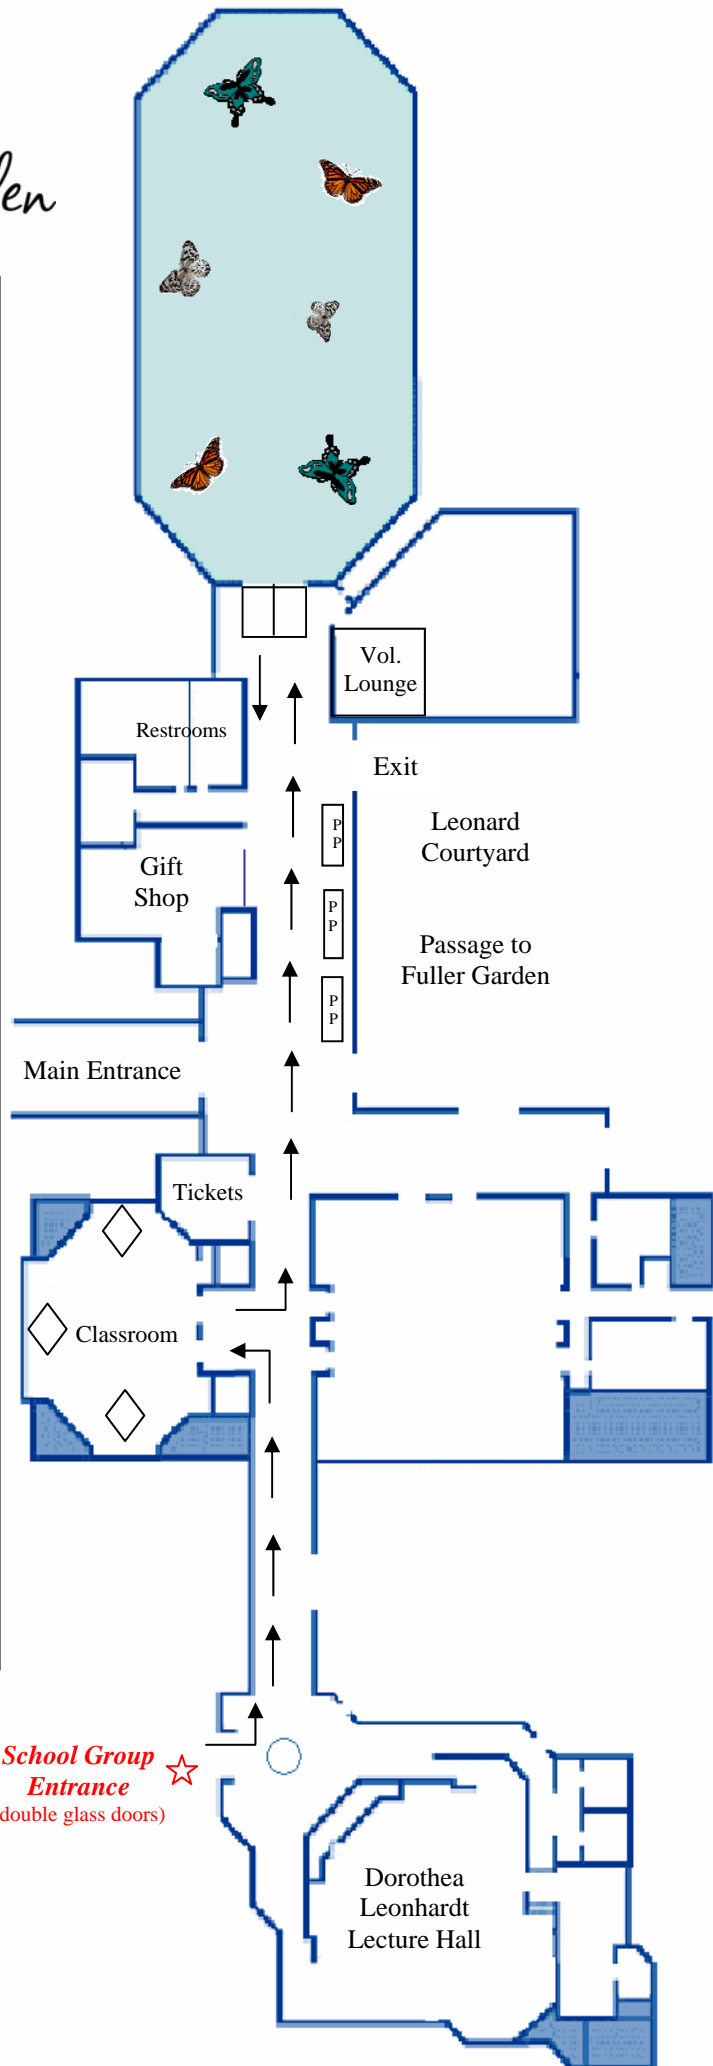 Vol.
Lounge
Restrooms
Exit
P
P
Leonard
Courtyard
Gift
Shop
P
P
Passage to
Fuller Garden
P
P
Main Entrance
Tickets
Classroom
School Group
Entrance
double glass doors)
Dorothea
Leonhardt
Lecture Hall